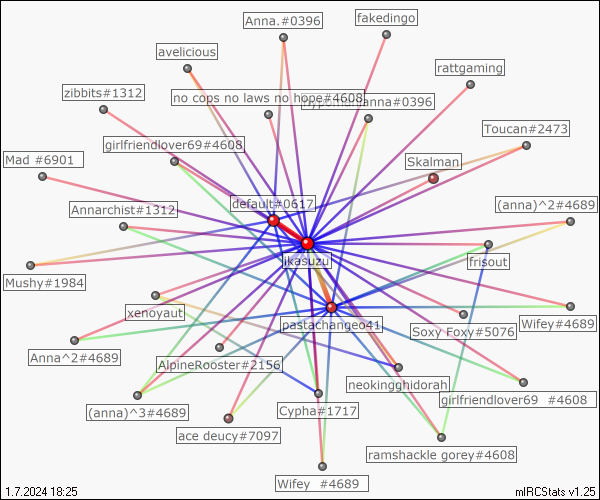 Anna.#0396
fakedingo
avelicious
rattgaming
zibbits#1312
no cops no laws no hope#4608
anna#0396
Toucan#2473
girlfriendlover69#4608
Mad #6901
Skalman
default#0617
(anna)^2#4689
Annarchist#1312
jikasuzu
frisout
Mushy#1984
xenoyaut
pastachangeo41
Soxy Foxy#5076
Wifey#4689
Anna^2#4689
AlpineRooster#2156
neokingghidorah
girlfriendlover69 #4608
(anna)^3#4689
Cypha#1717
ace deucy#7097
ramshackle gorey#4608
Wifey #4689
1.7.2024 18:25
mIRCStats v1.25